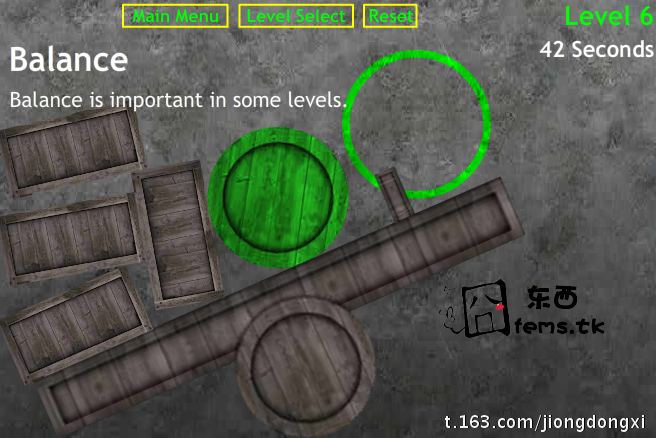 Main Menu
Level Select
Reset
Level 6
42 Seconds
Balance
Balance is important in some levels.
囧
东西
fems.tk
t.163.com/jiongdongxi